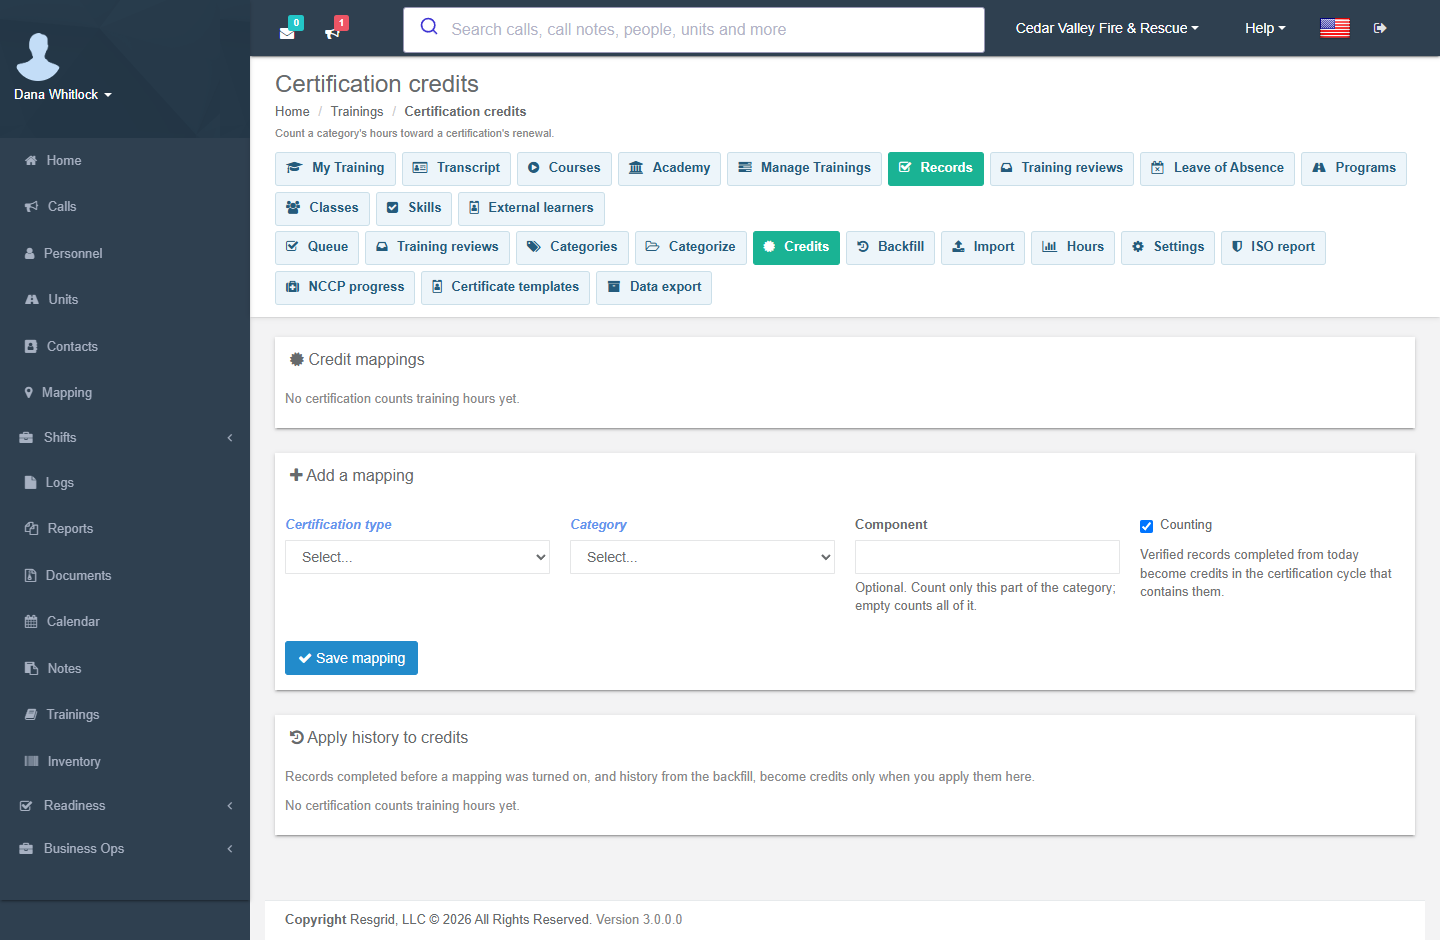 0
1
Search calls, call notes, people, units and more
Cedar Valley Fire & Rescue
Help
Dana Whitlock
Home
Calls
Personnel
Units
Contacts
Mapping
Shifts
Logs
Reports
Documents
Calendar
Notes
Trainings
Inventory
Readiness
Business Ops
Certification credits
Home / Trainings / Certification credits
Count a category's hours toward a certification's renewal.
My Training
Transcript
Courses
Academy
Manage Trainings
Records
Training reviews
Leave of Absence
Programs
Classes
Skills
External learners
Queue
Training reviews
Categories
Categorize
Credits
Backfill
Import
Hours
Settings
ISO report
NCCP progress
Certificate templates
Data export
Credit mappings
No certification counts training hours yet.
Add a mapping
Certification type
Select...
Category
Select...
Component
Optional. Count only this part of the category;
empty counts all of it.
Counting
Verified records completed from today
become credits in the certification cycle that
contains them.
Save mapping
Apply history to credits
Records completed before a mapping was turned on, and history from the backfill, become credits only when you apply them here.
No certification counts training hours yet.
Copyright Resgrid, LLC © 2026 All Rights Reserved. Version 3.0.0.0